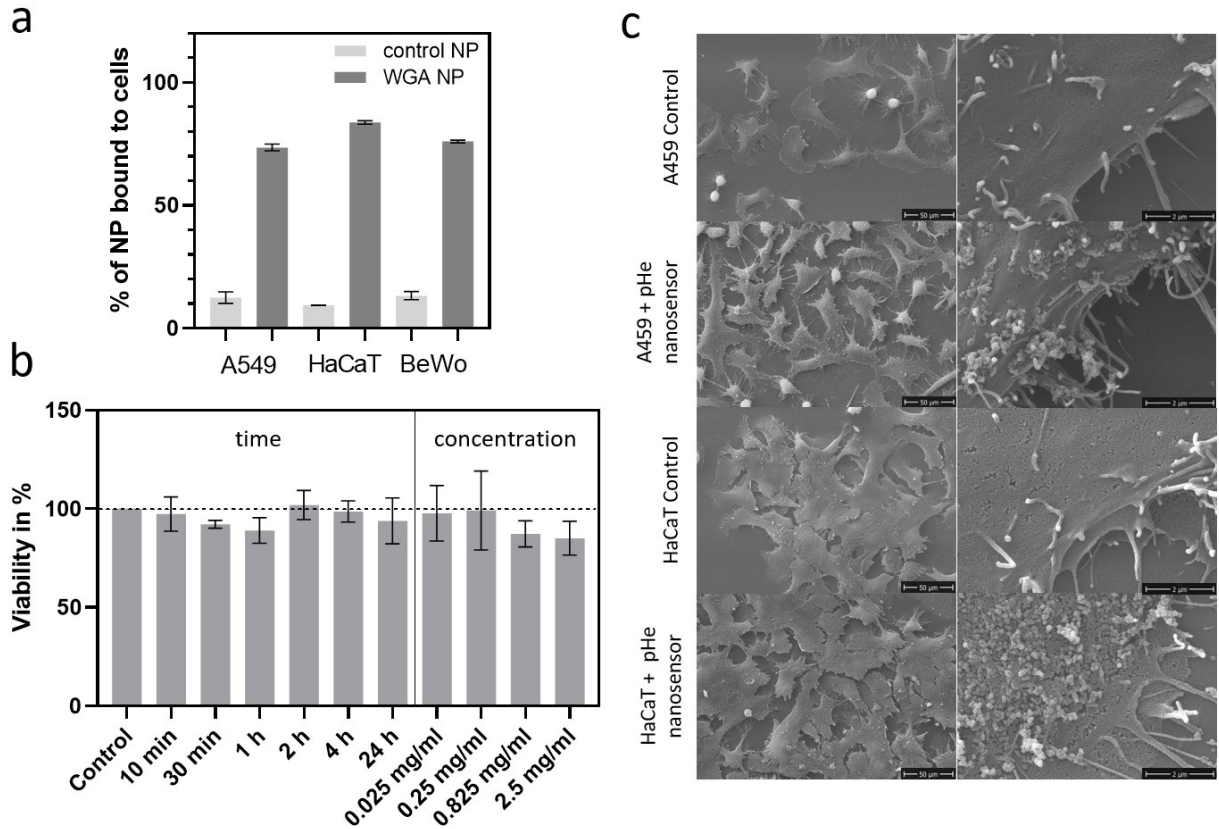 a
% of NP bound to cells
100
50
0
control NP
WGA NP
A549
HaCaT
BeWo
b
Viability in %
150
100
50
0
time
concentration
Control
10 min
30 min
1 h
2 h
4 h
24 h
0.025 mg/ml
0.25 mg/ml
0.825 mg/ml
2.5 mg/ml
c
A459 Control
50 µm
2 µm
A459 + pHe
nanosensor
50 µm
2 µm
HaCaT Control
50 µm
2 µm
HaCaT + pHe
nanosensor
50 µm
2 µm